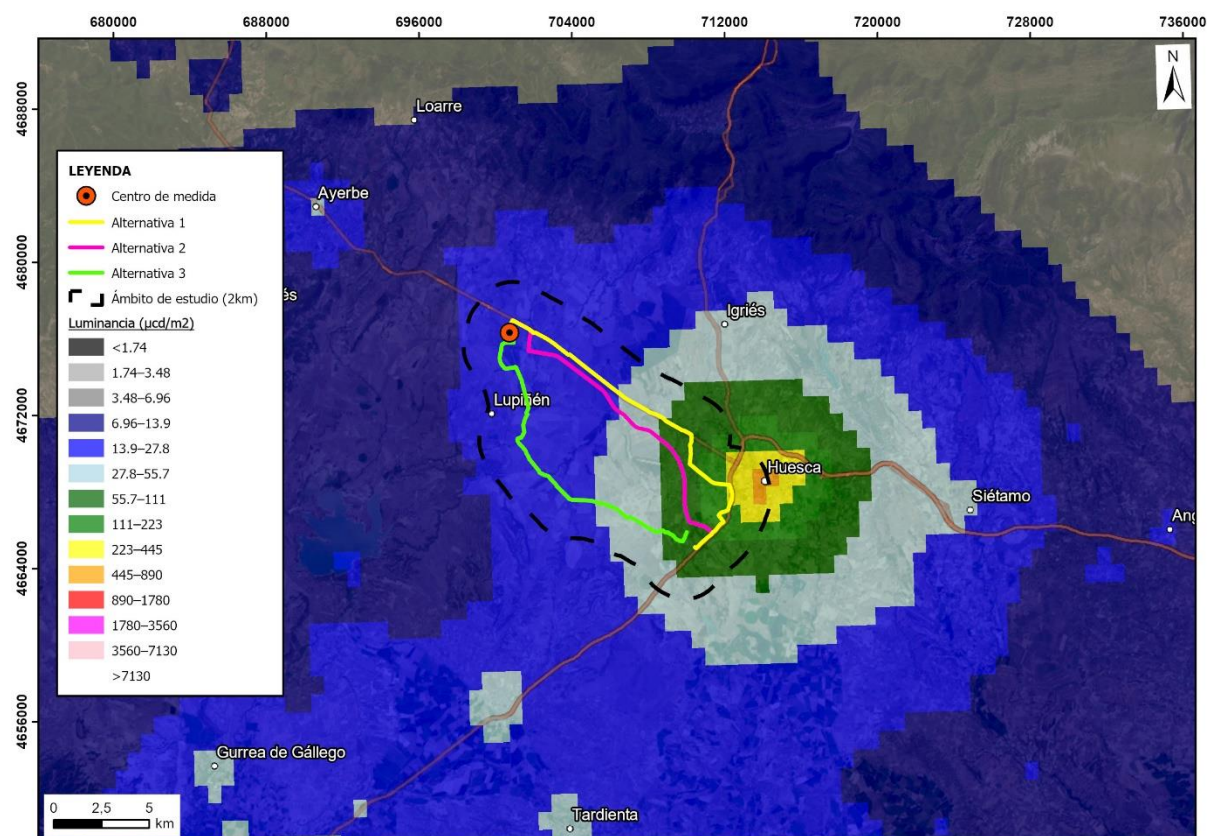 680000 688000 696000 704000 712000 720000 728000 736000
4688000
4680000
4672000
4664000
4656000
N
Loarre
Ayerbe
és
Igriés
Lupiñén
Huesca
Siétamo
Ang
Gurrea de Gállego
Tardienta
LEYENDA
Centro de medida
Alternativa 1
Alternativa 2
Alternativa 3
Ámbito de estudio (2km)
Luminancia (µcd/m2)
<1.74
1.74–3.48
3.48–6.96
6.96–13.9
13.9–27.8
27.8–55.7
55.7–111
111–223
223–445
445–890
890–1780
1780–3560
3560–7130
>7130
0 2,5 5
km